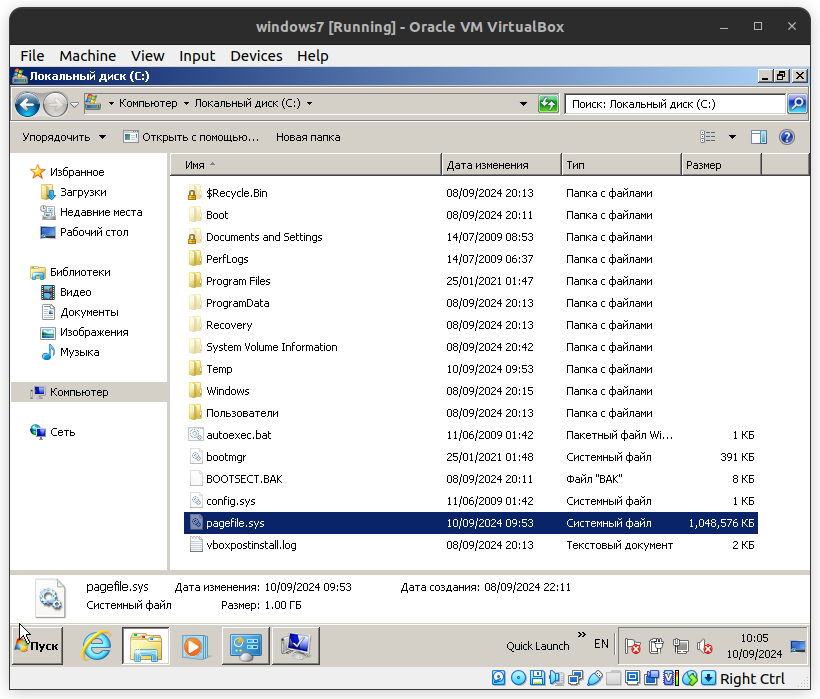 windows7 [Running] - Oracle VM VirtualBox
File Machine View Input Devices Help
Локальный диск (C:)
Компьютер Локальный диск (C:) Поиск: Локальный диск (C:)
Упорядочить Открыть с помощью... Новая папка
Имя Дата изменения Тип Размер
Избранное
Загрузки
Недавние места
Рабочий стол
Библиотеки
Видео
Документы
Изображения
Музыка
Компьютер
Сеть
$Recycle.Bin 08/09/2024 20:13 Папка с файлами
Boot 08/09/2024 20:11 Папка с файлами
Documents and Settings 14/07/2009 08:53 Папка с файлами
PerfLogs 14/07/2009 06:37 Папка с файлами
Program Files 25/01/2021 01:47 Папка с файлами
ProgramData 08/09/2024 20:13 Папка с файлами
Recovery 08/09/2024 20:13 Папка с файлами
System Volume Information 08/09/2024 20:42 Папка с файлами
Temp 10/09/2024 09:53 Папка с файлами
Windows 08/09/2024 20:15 Папка с файлами
Пользователи 08/09/2024 20:13 Папка с файлами
autoexec.bat 11/06/2009 01:42 Пакетный файл Wi... 1 КБ
bootmgr 25/01/2021 01:48 Системный файл 391 КБ
BOOTSECT.BAK 08/09/2024 20:11 Файл "BAK" 8 КБ
config.sys 11/06/2009 01:42 Системный файл 1 КБ
pagefile.sys 10/09/2024 09:53 Системный файл 1,048,576 КБ
vboxpostinstall.log 08/09/2024 20:13 Текстовый документ 2 КБ
pagefile.sys Дата изменения: 10/09/2024 09:53 Дата создания: 08/09/2024 22:11
Системный файл Размер: 1.00 ГБ
Пуск Quick Launch EN 10:05
10/09/2024
Right Ctrl